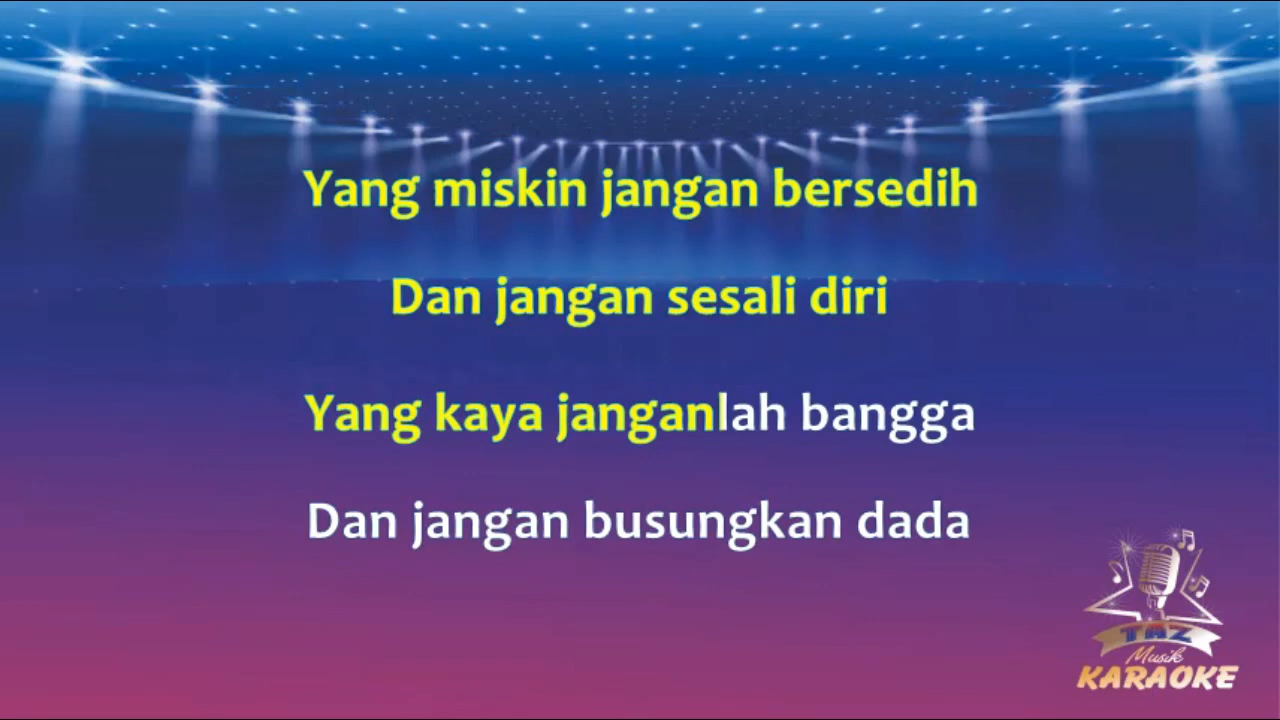 Yang miskin jangan bersedih
Dan jangan sesali diri
Yang kaya janganlah bangga
Dan jangan busungkan dada
TAZ
Musik
KARAOKE